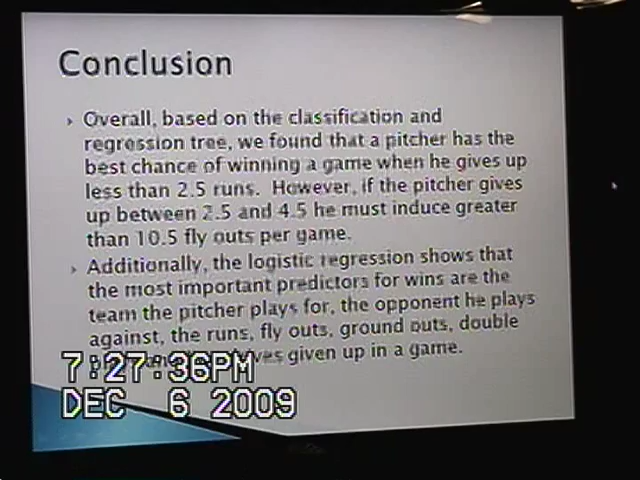 Conclusion
Overall, based on the classification and
regression tree, we found that a pitcher has the
best chance of winning a game when he gives up
less than 2.5 runs. However, if the pitcher gives
up between 2.5 and 4.5 he must induce greater
than 10.5 fly outs per game.
Additionally, the logistic regression shows that
the most important predictors for wins are the
team the pitcher plays for, the opponent he plays
against, the runs, fly outs, ground outs, double
given up in a game.
7:27:36PM
DEC 6 2009